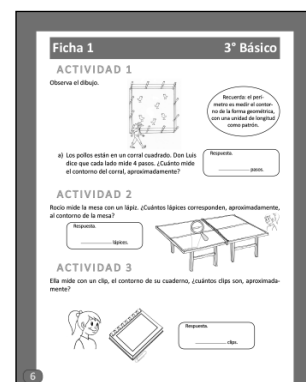 Ficha 1
3° Básico
ACTIVIDAD 1
Observa el dibujo.
Recuerda: el perí-
metro es medir el contor-
no de la forma geométrica,
con una unidad de longitud
como patrón.
a) Los pollos están en un corral cuadrado. Don Luis
dice que cada lado mide 4 pasos. ¿Cuánto mide
el contorno del corral, aproximadamente?
Respuesta.
pasos.
ACTIVIDAD 2
Rocío mide la mesa con un lápiz. ¿Cuántos lápices corresponden, aproximadamente,
al contorno de la mesa?
Respuesta.
lápices.
ACTIVIDAD 3
Ella mide con un clip, el contorno de su cuaderno, ¿cuántos clips son, aproximada-
mente?
Respuesta.
clips.
6